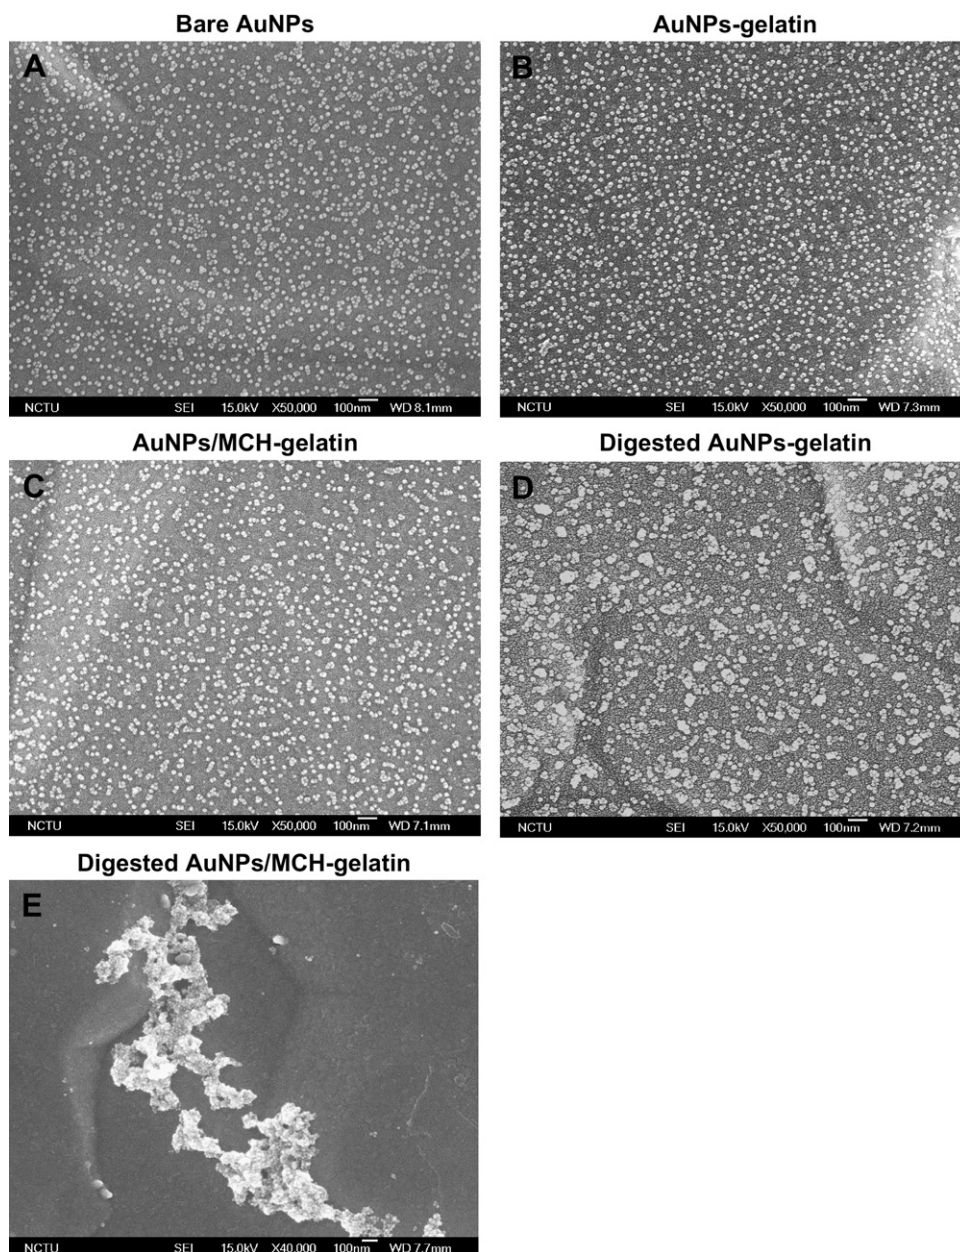 Bare AuNPs
AuNPs-gelatin
A
B
NCTU SEI 15.0kV X50,000 100nm WD 8.1mm
NCTU SEI 15.0kV X50,000 100nm WD 7.3mm
AuNPs/MCH-gelatin
Digested AuNPs-gelatin
C
D
NCTU SEI 15.0kV X50,000 100nm WD 7.1mm
NCTU SEI 15.0kV X50,000 100nm WD 7.2mm
Digested AuNPs/MCH-gelatin
E
NCTU SEI 15.0kV X40,000 100nm WD 7.7mm